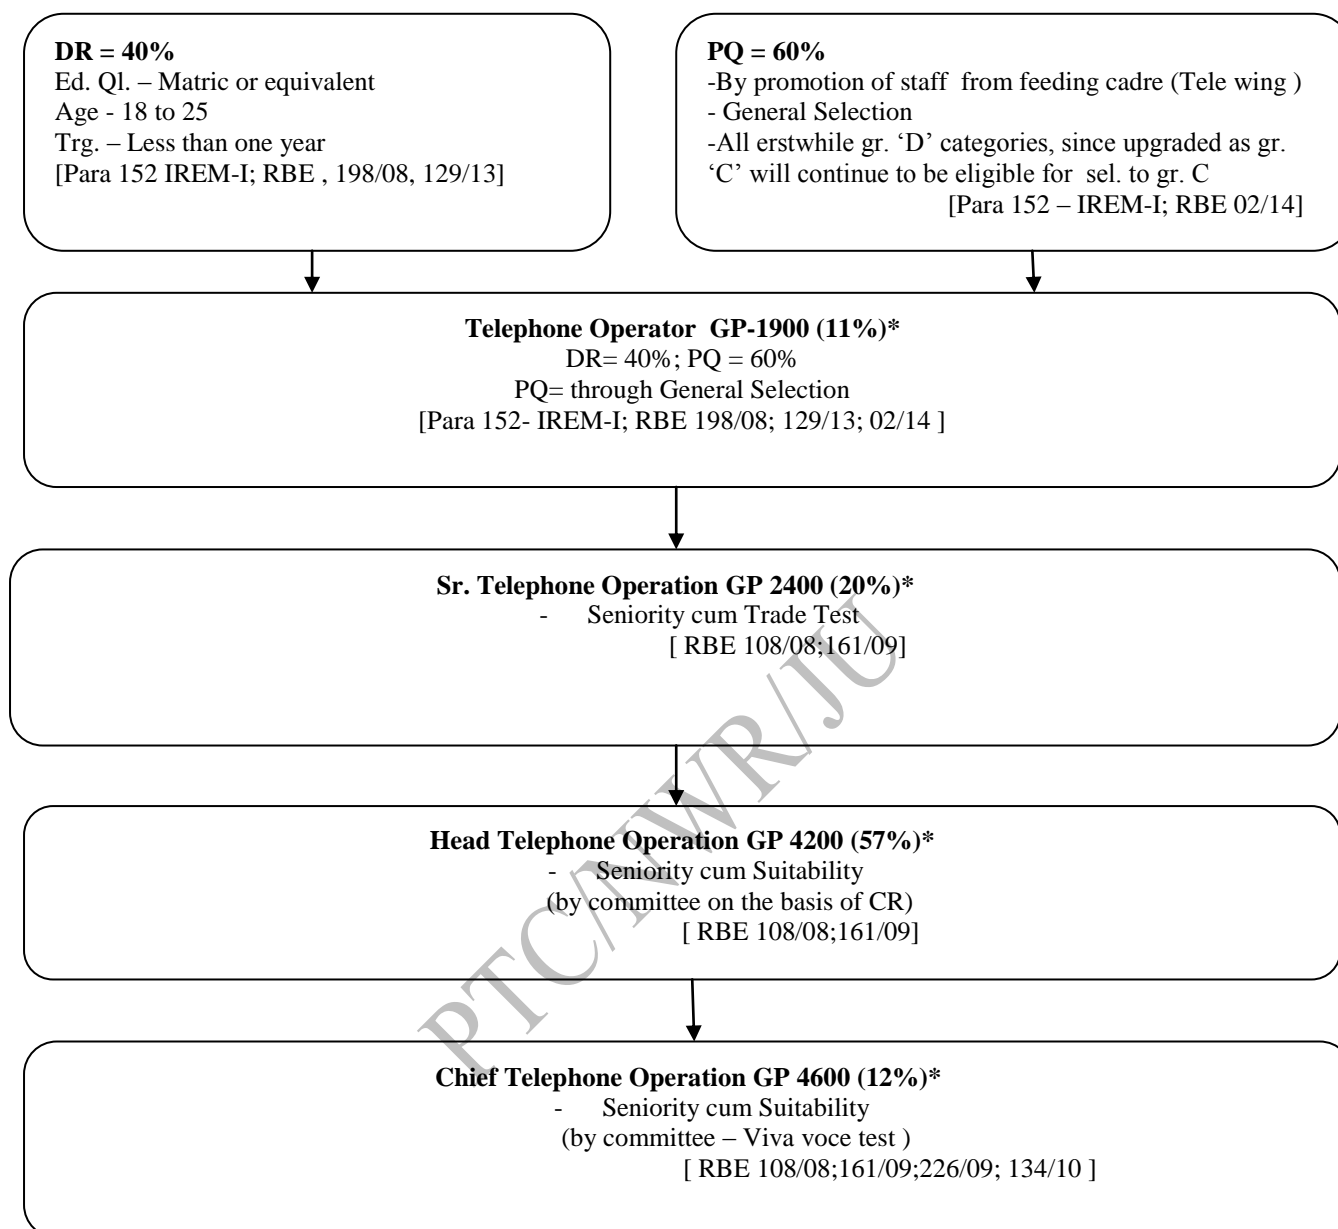 DR = 40%
Ed. Ql. – Matric or equivalent
Age - 18 to 25
Trg. – Less than one year
[Para 152 IREM-I; RBE , 198/08, 129/13]
PQ = 60%
-By promotion of staff from feeding cadre (Tele wing )
- General Selection
-All erstwhile gr. ‘D’ categories, since upgraded as gr.
‘C’ will continue to be eligible for sel. to gr. C
[Para 152 – IREM-I; RBE 02/14]
Telephone Operator GP-1900 (11%)*
DR= 40%; PQ = 60%
PQ= through General Selection
[Para 152- IREM-I; RBE 198/08; 129/13; 02/14 ]
Sr. Telephone Operation GP 2400 (20%)*
- Seniority cum Trade Test
[ RBE 108/08;161/09]
Head Telephone Operation GP 4200 (57%)*
- Seniority cum Suitability
(by committee on the basis of CR)
[ RBE 108/08;161/09]
Chief Telephone Operation GP 4600 (12%)*
- Seniority cum Suitability
(by committee – Viva voce test )
[ RBE 108/08;161/09;226/09; 134/10 ]
PTC/NWR/JU